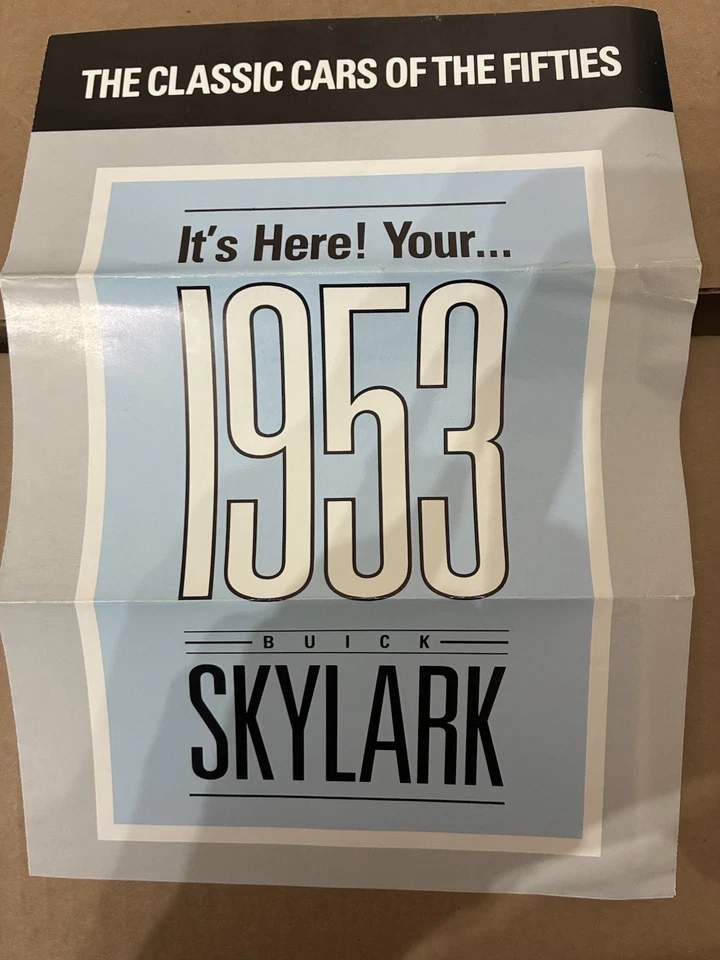 THE CLASSIC CARS OF THE FIFTIES
It's Here! Your...
1953
BUICK
SKYLARK